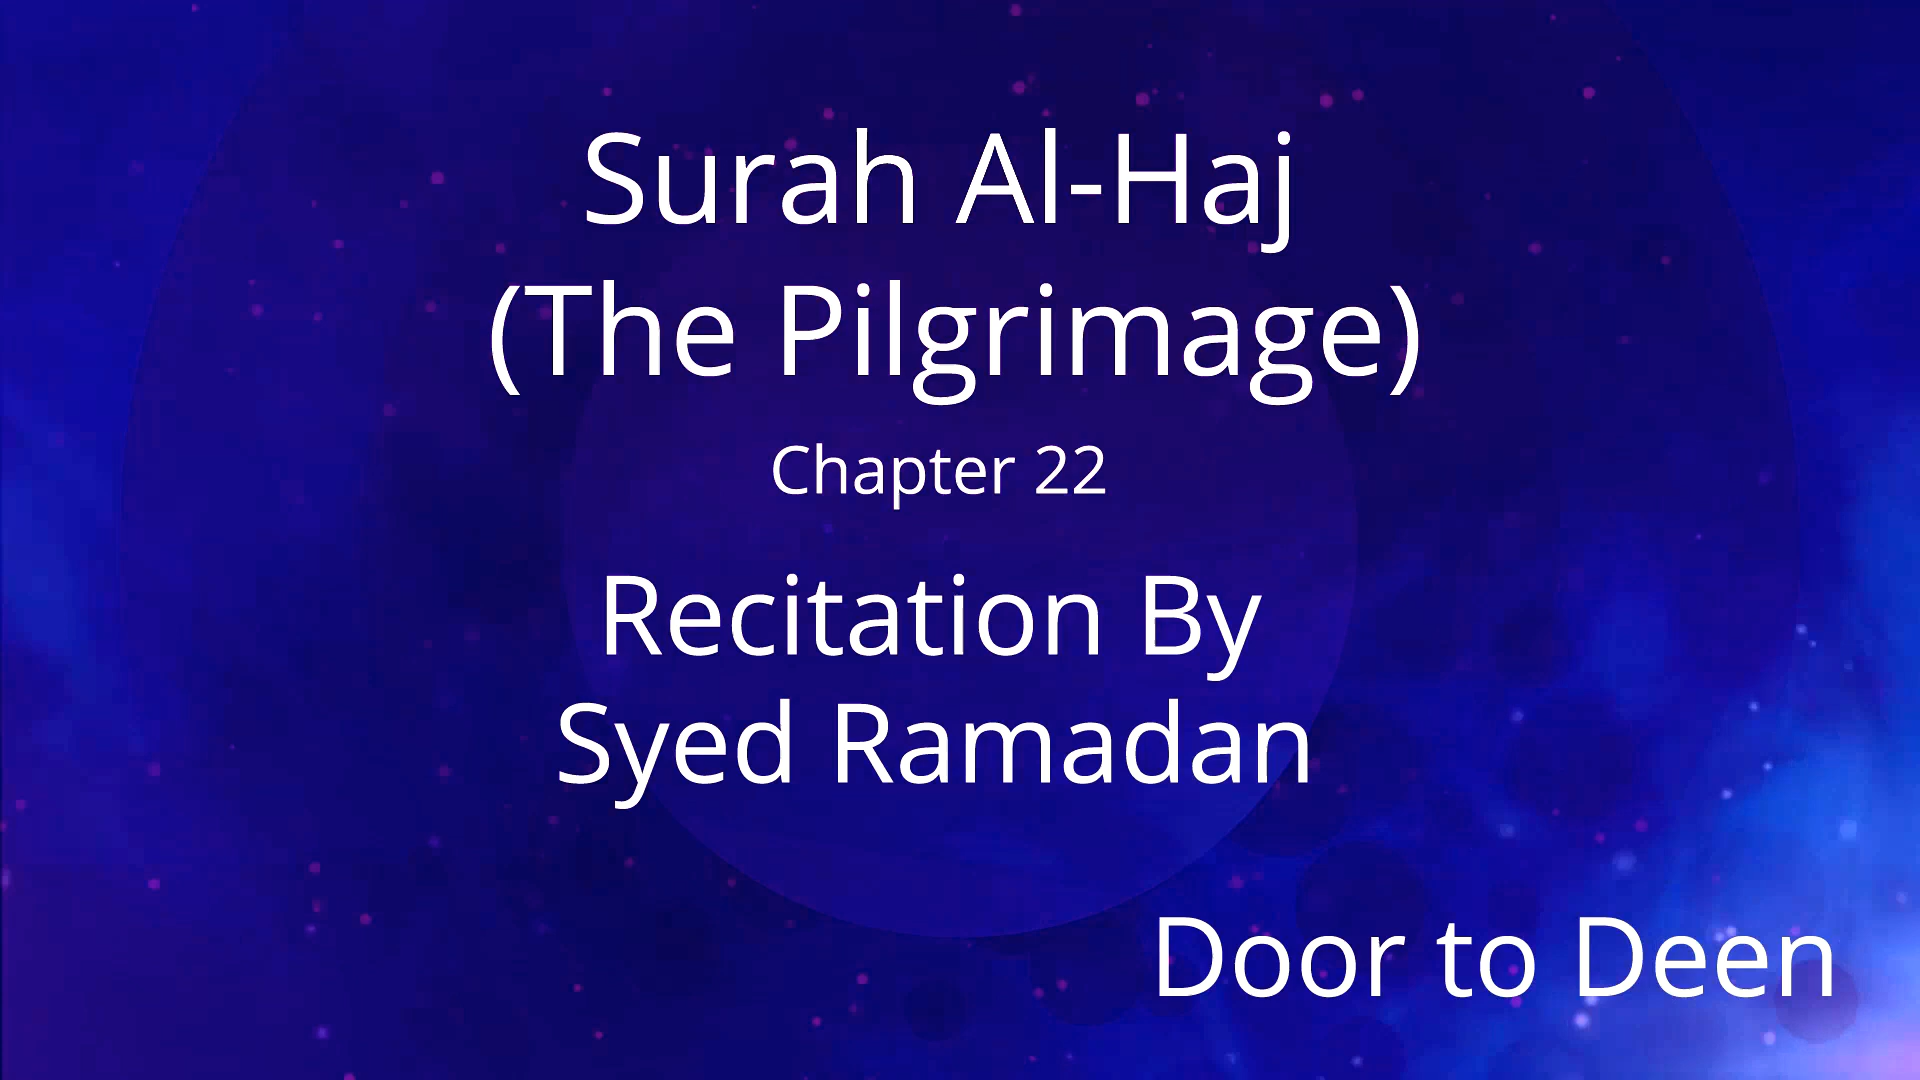 Surah Al-Haj
(The Pilgrimage)
Chapter 22
Recitation By
Syed Ramadan
Door to Deen